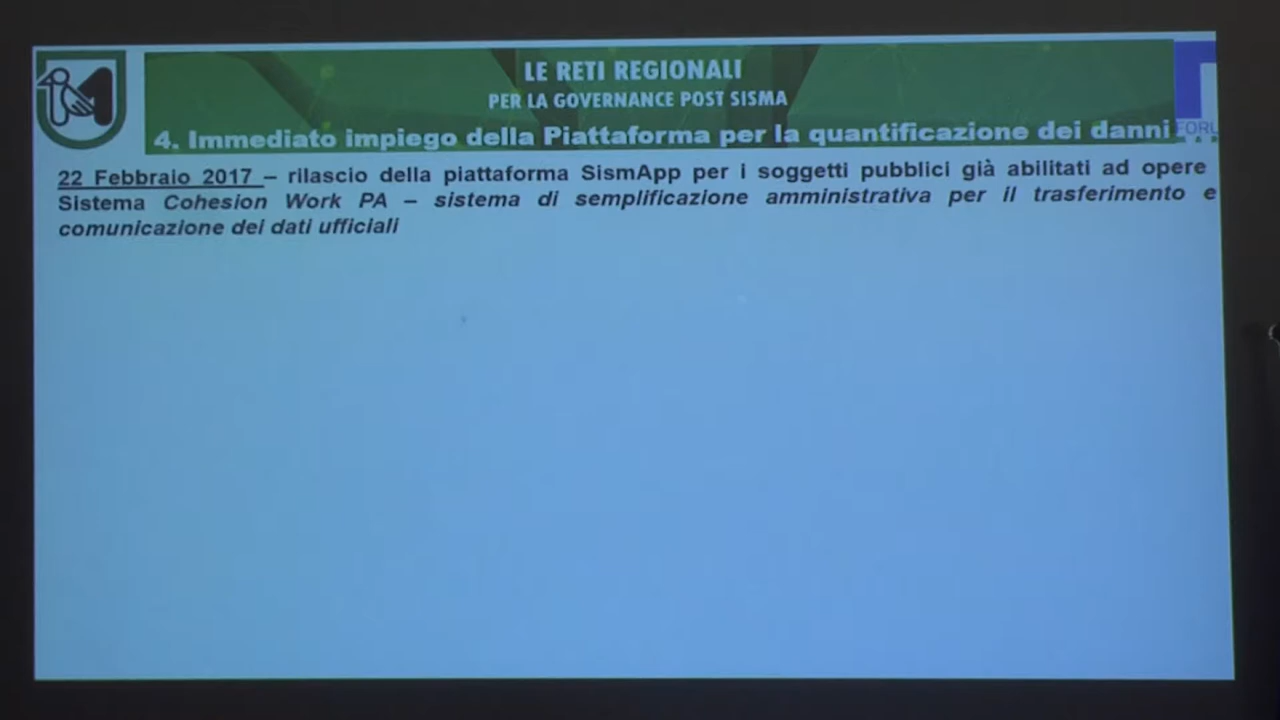 LE RETI REGIONALI
PER LA GOVERNANCE POST SISMA
4. Immediato impiego della Piattaforma per la quantificazione dei danni
FORU
22 Febbraio 2017 – rilascio della piattaforma SismApp per i soggetti pubblici già abilitati ad opere
Sistema Cohesion Work PA – sistema di semplificazione amministrativa per il trasferimento e
comunicazione dei dati ufficiali